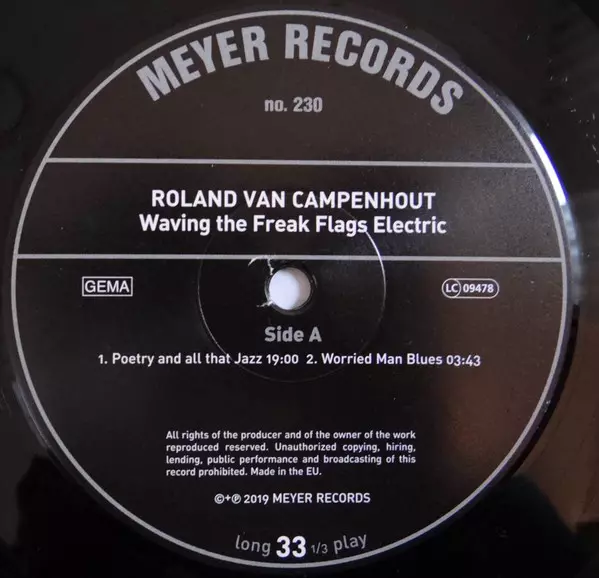 MEYER RECORDS
no. 230
ROLAND VAN CAMPENHOUT
Waving the Freak Flags Electric
GEMA
LC 09478
Side A
1. Poetry and all that Jazz 19:00 2. Worried Man Blues 03:43
All rights of the producer and of the owner of the work
reproduced reserved. Unauthorized copying, hiring,
lending, public performance and broadcasting of this
record prohibited. Made in the EU.
©+℗ 2019 MEYER RECORDS
long 33 1/3 play